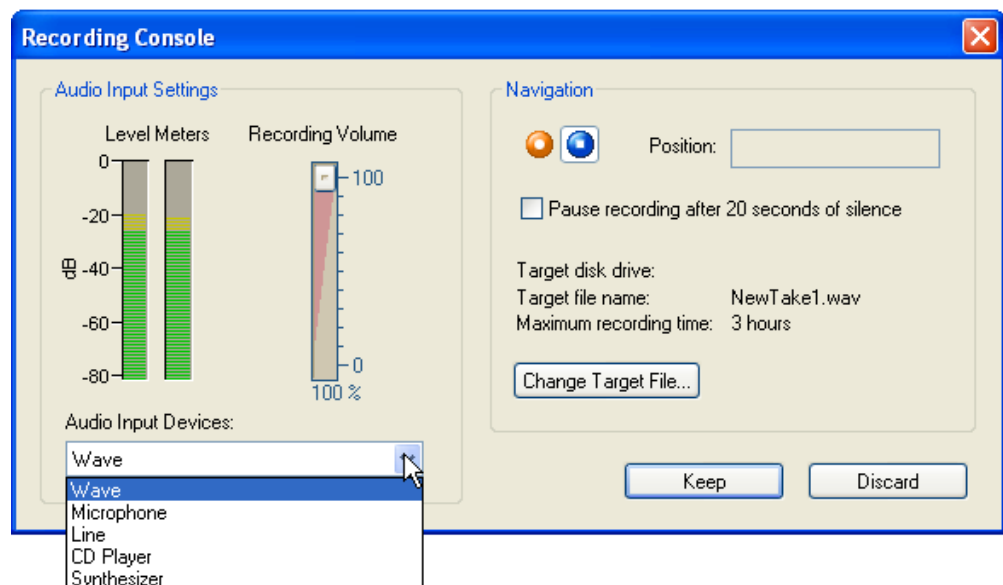 Recording Console
Audio Input Settings
Level Meters
Recording Volume
0
-20
-40
-60
-80
dB
100
0
100 %
Audio Input Devices:
Wave
Wave
Microphone
Line
CD Player
Synthesizer
Navigation
Position:
Pause recording after 20 seconds of silence
Target disk drive:
Target file name: NewTake1.wav
Maximum recording time: 3 hours
Change Target File...
Keep
Discard